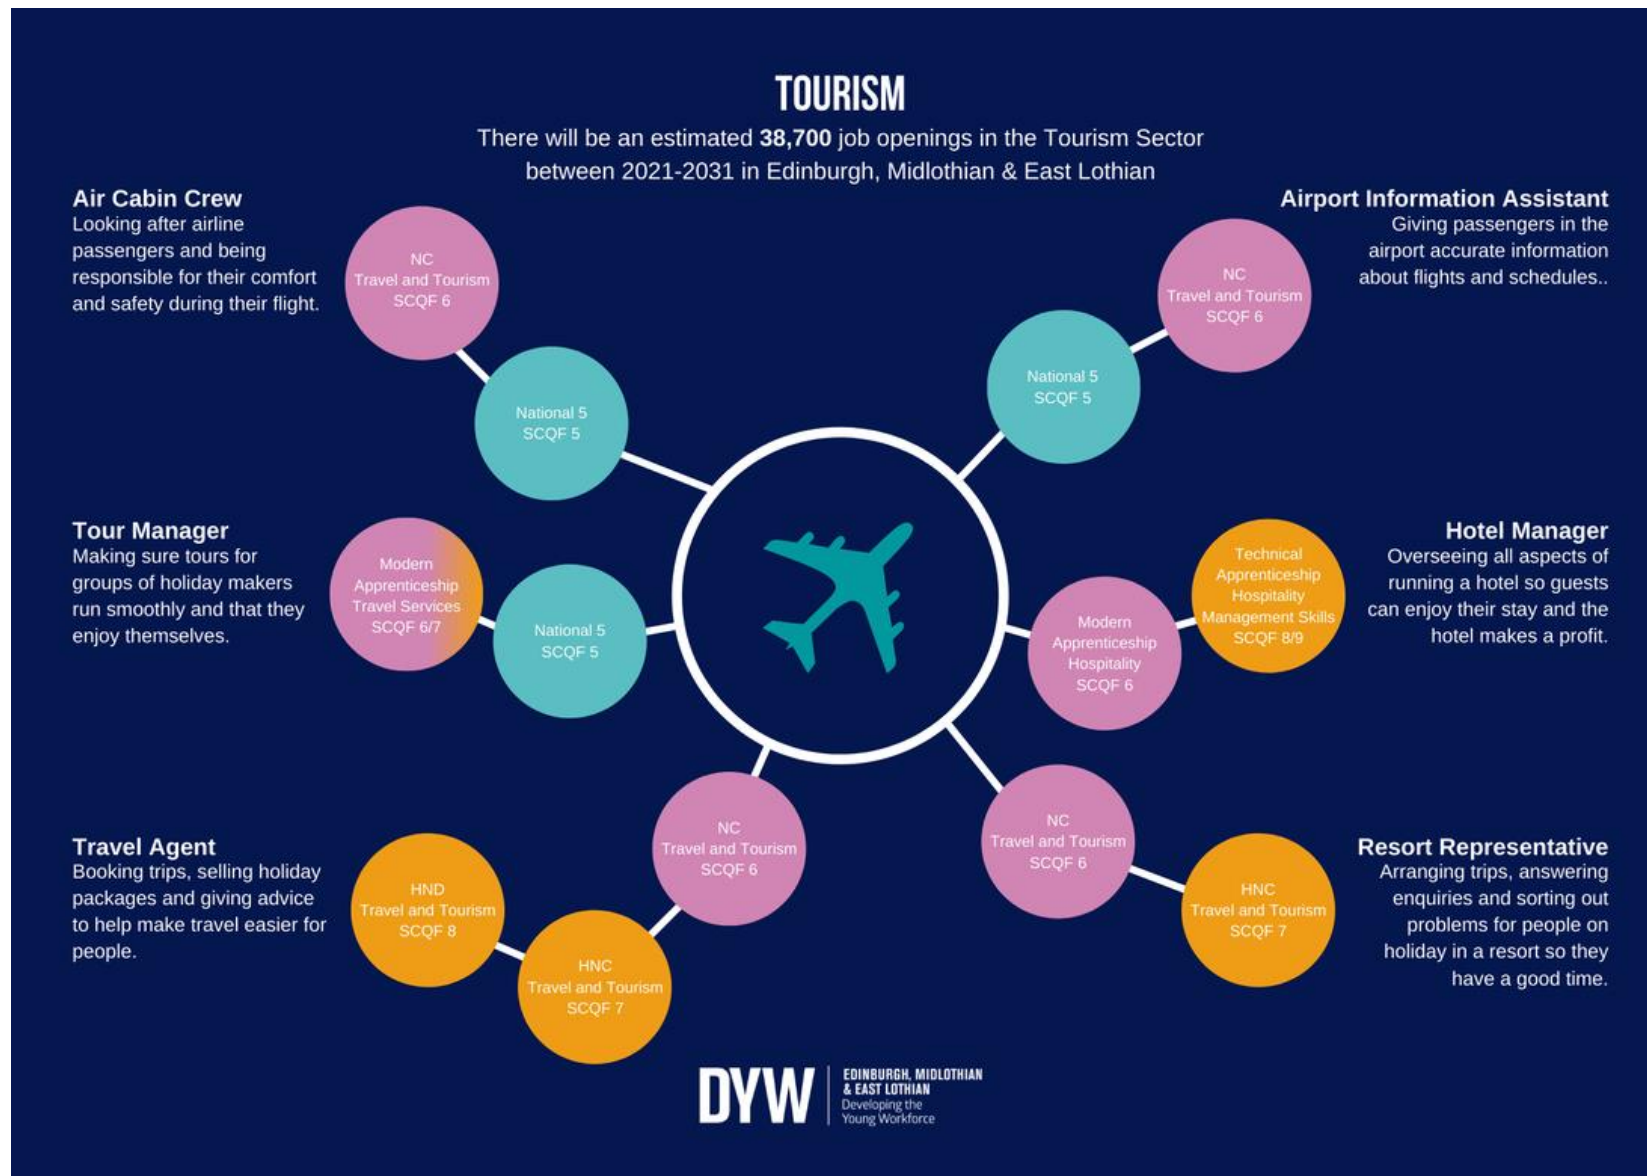 TOURISM
There will be an estimated 38,700 job openings in the Tourism Sector
between 2021-2031 in Edinburgh, Midlothian & East Lothian
Air Cabin Crew
Looking after airline
passengers and being
responsible for their comfort
and safety during their flight.
NC
Travel and Tourism
SCQF 6
National 5
SCQF 5
Airport Information Assistant
Giving passengers in the
airport accurate information
about flights and schedules..
NC
Travel and Tourism
SCQF 6
National 5
SCQF 5
Tour Manager
Making sure tours for
groups of holiday makers
run smoothly and that they
enjoy themselves.
Modern
Apprenticeship
Travel Services
SCQF 6/7
National 5
SCQF 5
Hotel Manager
Overseeing all aspects of
running a hotel so guests
can enjoy their stay and the
hotel makes a profit.
Technical
Apprenticeship
Hospitality
Management Skills
SCQF 8/9
Modern
Apprenticeship
Hospitality
SCQF 6
Travel Agent
Booking trips, selling holiday
packages and giving advice
to help make travel easier for
people.
HND
Travel and Tourism
SCQF 8
HNC
Travel and Tourism
SCQF 7
NC
Travel and Tourism
SCQF 6
NC
Travel and Tourism
SCQF 6
HNC
Travel and Tourism
SCQF 7
Resort Representative
Arranging trips, answering
enquiries and sorting out
problems for people on
holiday in a resort so they
have a good time.
DYW
EDINBURGH, MIDLOTHIAN
& EAST LOTHIAN
Developing the
Young Workforce